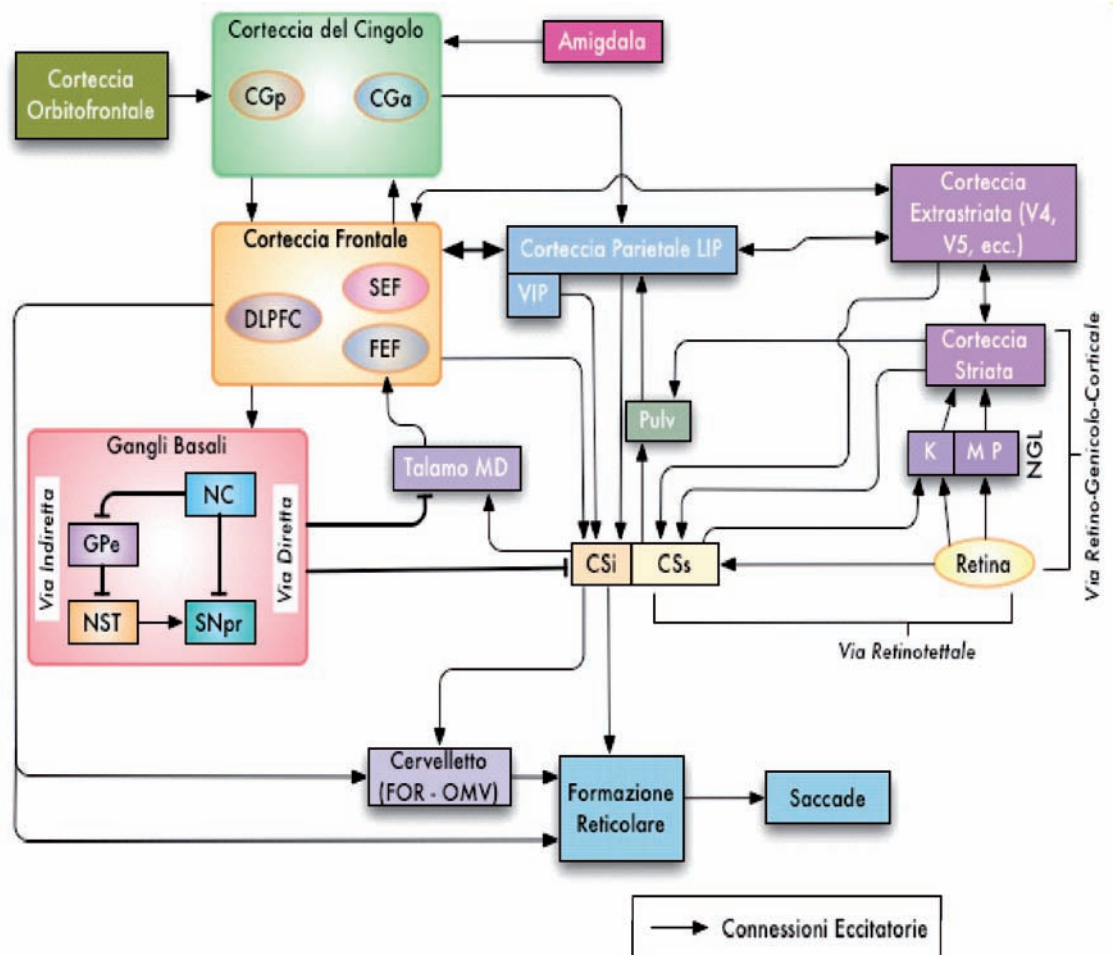 Corteccia del Cingolo
Amigdala
Corteccia
Orbitofrontale
CGp
CGa
Corteccia
Extrastriata (V4,
V5, ecc.)
Corteccia Frontale
Corteccia Parietale LIP
VIP
SEF
DLPFC
FEF
Corteccia
Striata
Pulv
K
M P
NGL
Via Retino-Genicolo-Corticale
Gangli Basali
Talamo MD
Via Indiretta
NC
GPe
NST
SNpr
Via Diretta
CSi
CSs
Retina
Via Retinotettale
Cervelletto
(FOR - OMV)
Formazione
Reticolare
Saccade
Connessioni Eccitatorie